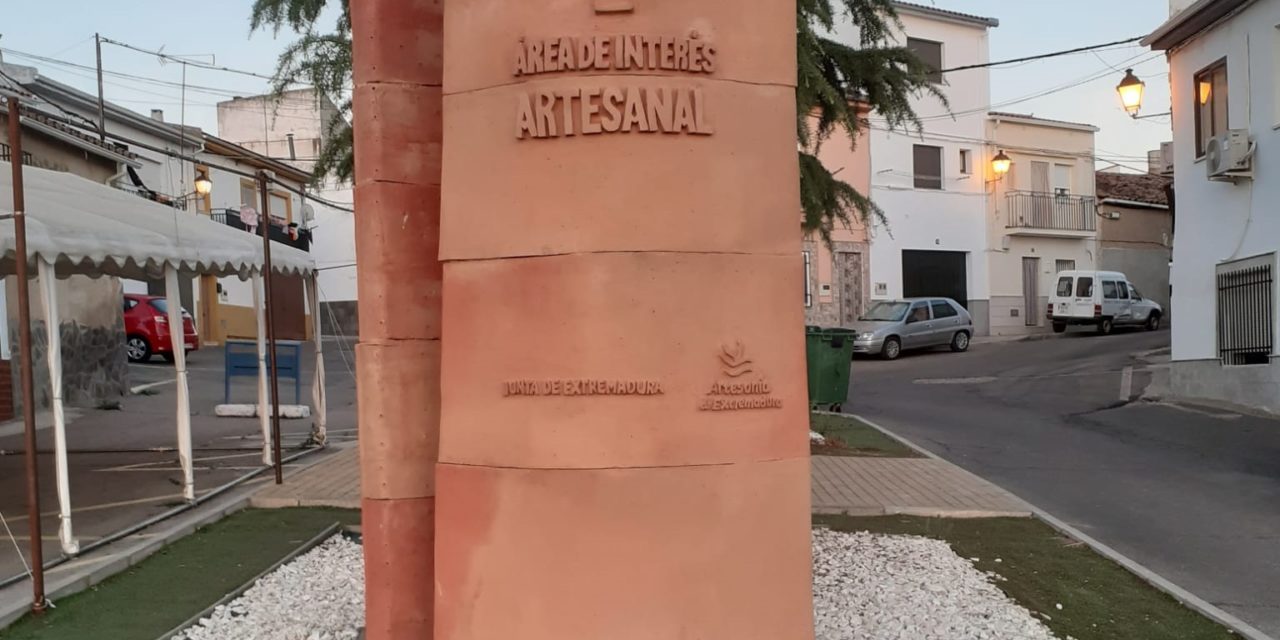 ÁREA DE INTERÉS
ARTESANAL
JUNTA DE EXTREMADURA
Artesanía
de Extremadura